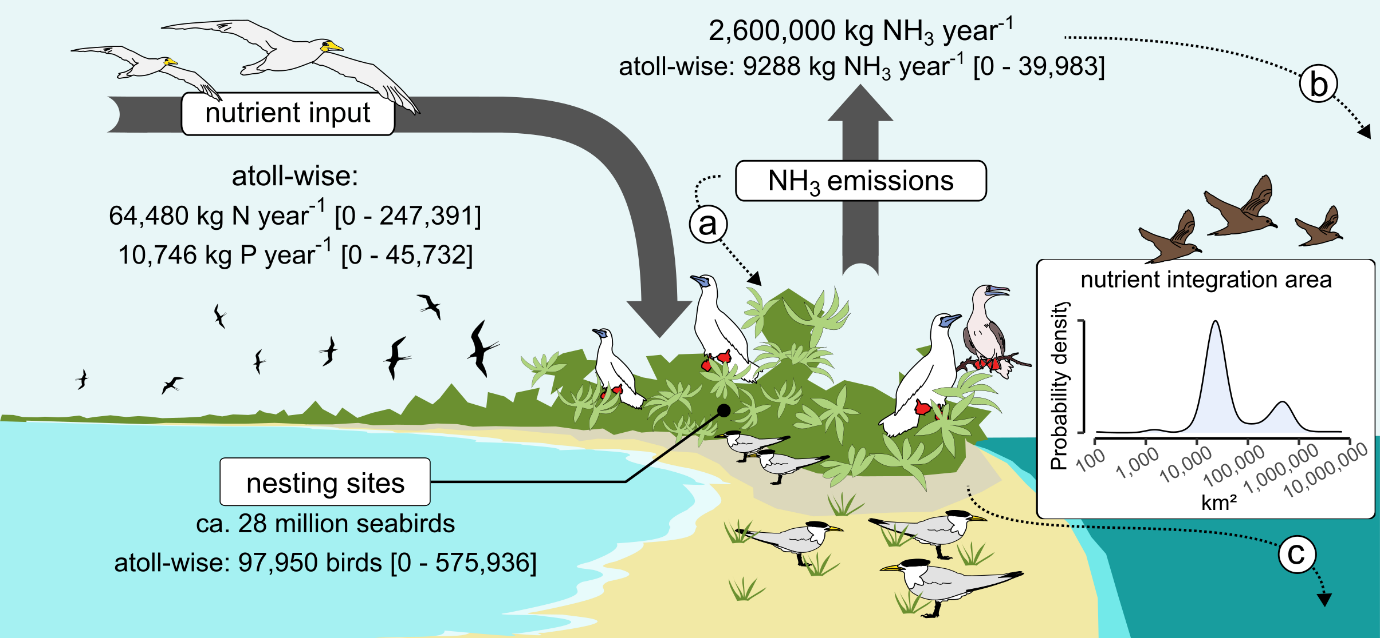 2,600,000 kg NH₃ year⁻¹
atoll-wise: 9288 kg NH₃ year⁻¹ [0 - 39,983]
b
nutrient input
atoll-wise:
64,480 kg N year⁻¹ [0 - 247,391]
10,746 kg P year⁻¹ [0 - 45,732]
NH₃ emissions
a
nutrient integration area
Probability density
100
1,000
10,000
100,000
1,000,000
10,000,000
km²
nesting sites
ca. 28 million seabirds
atoll-wise: 97,950 birds [0 - 575,936]
c